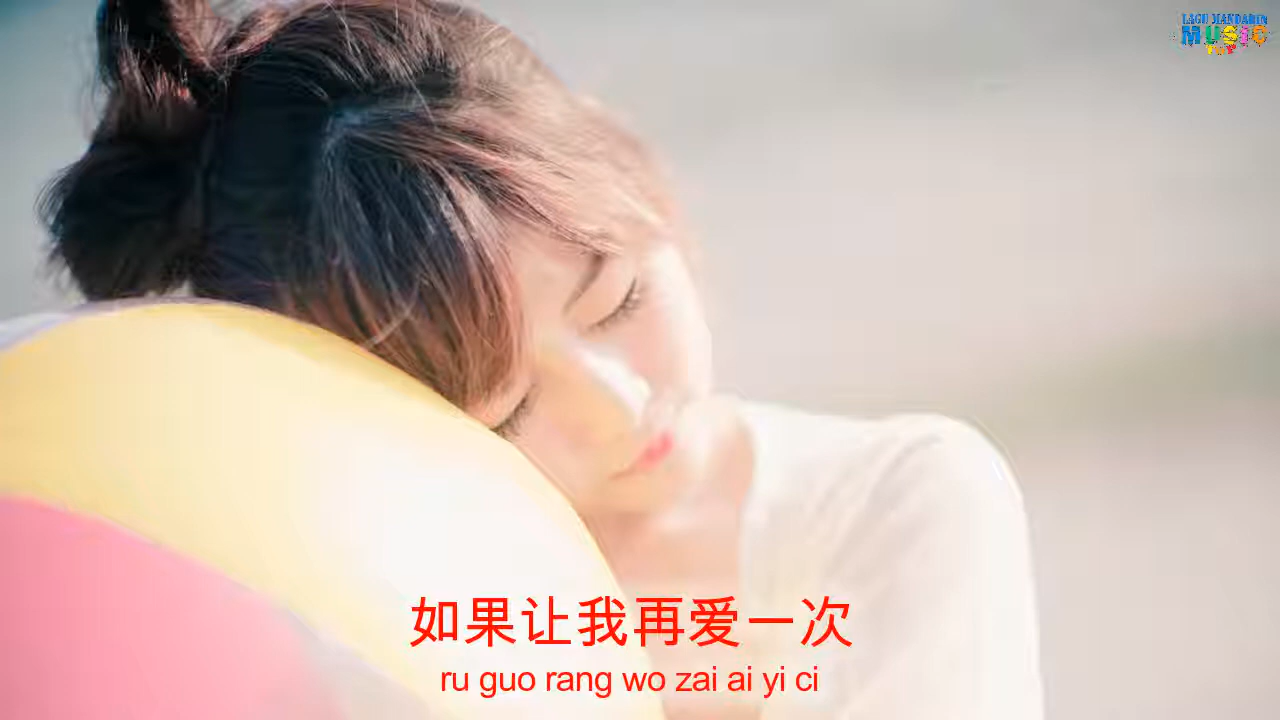 LAGU MANDARIN
MUSIC
TOP
如果让我再爱一次
ru guo rang wo zai ai yi ci